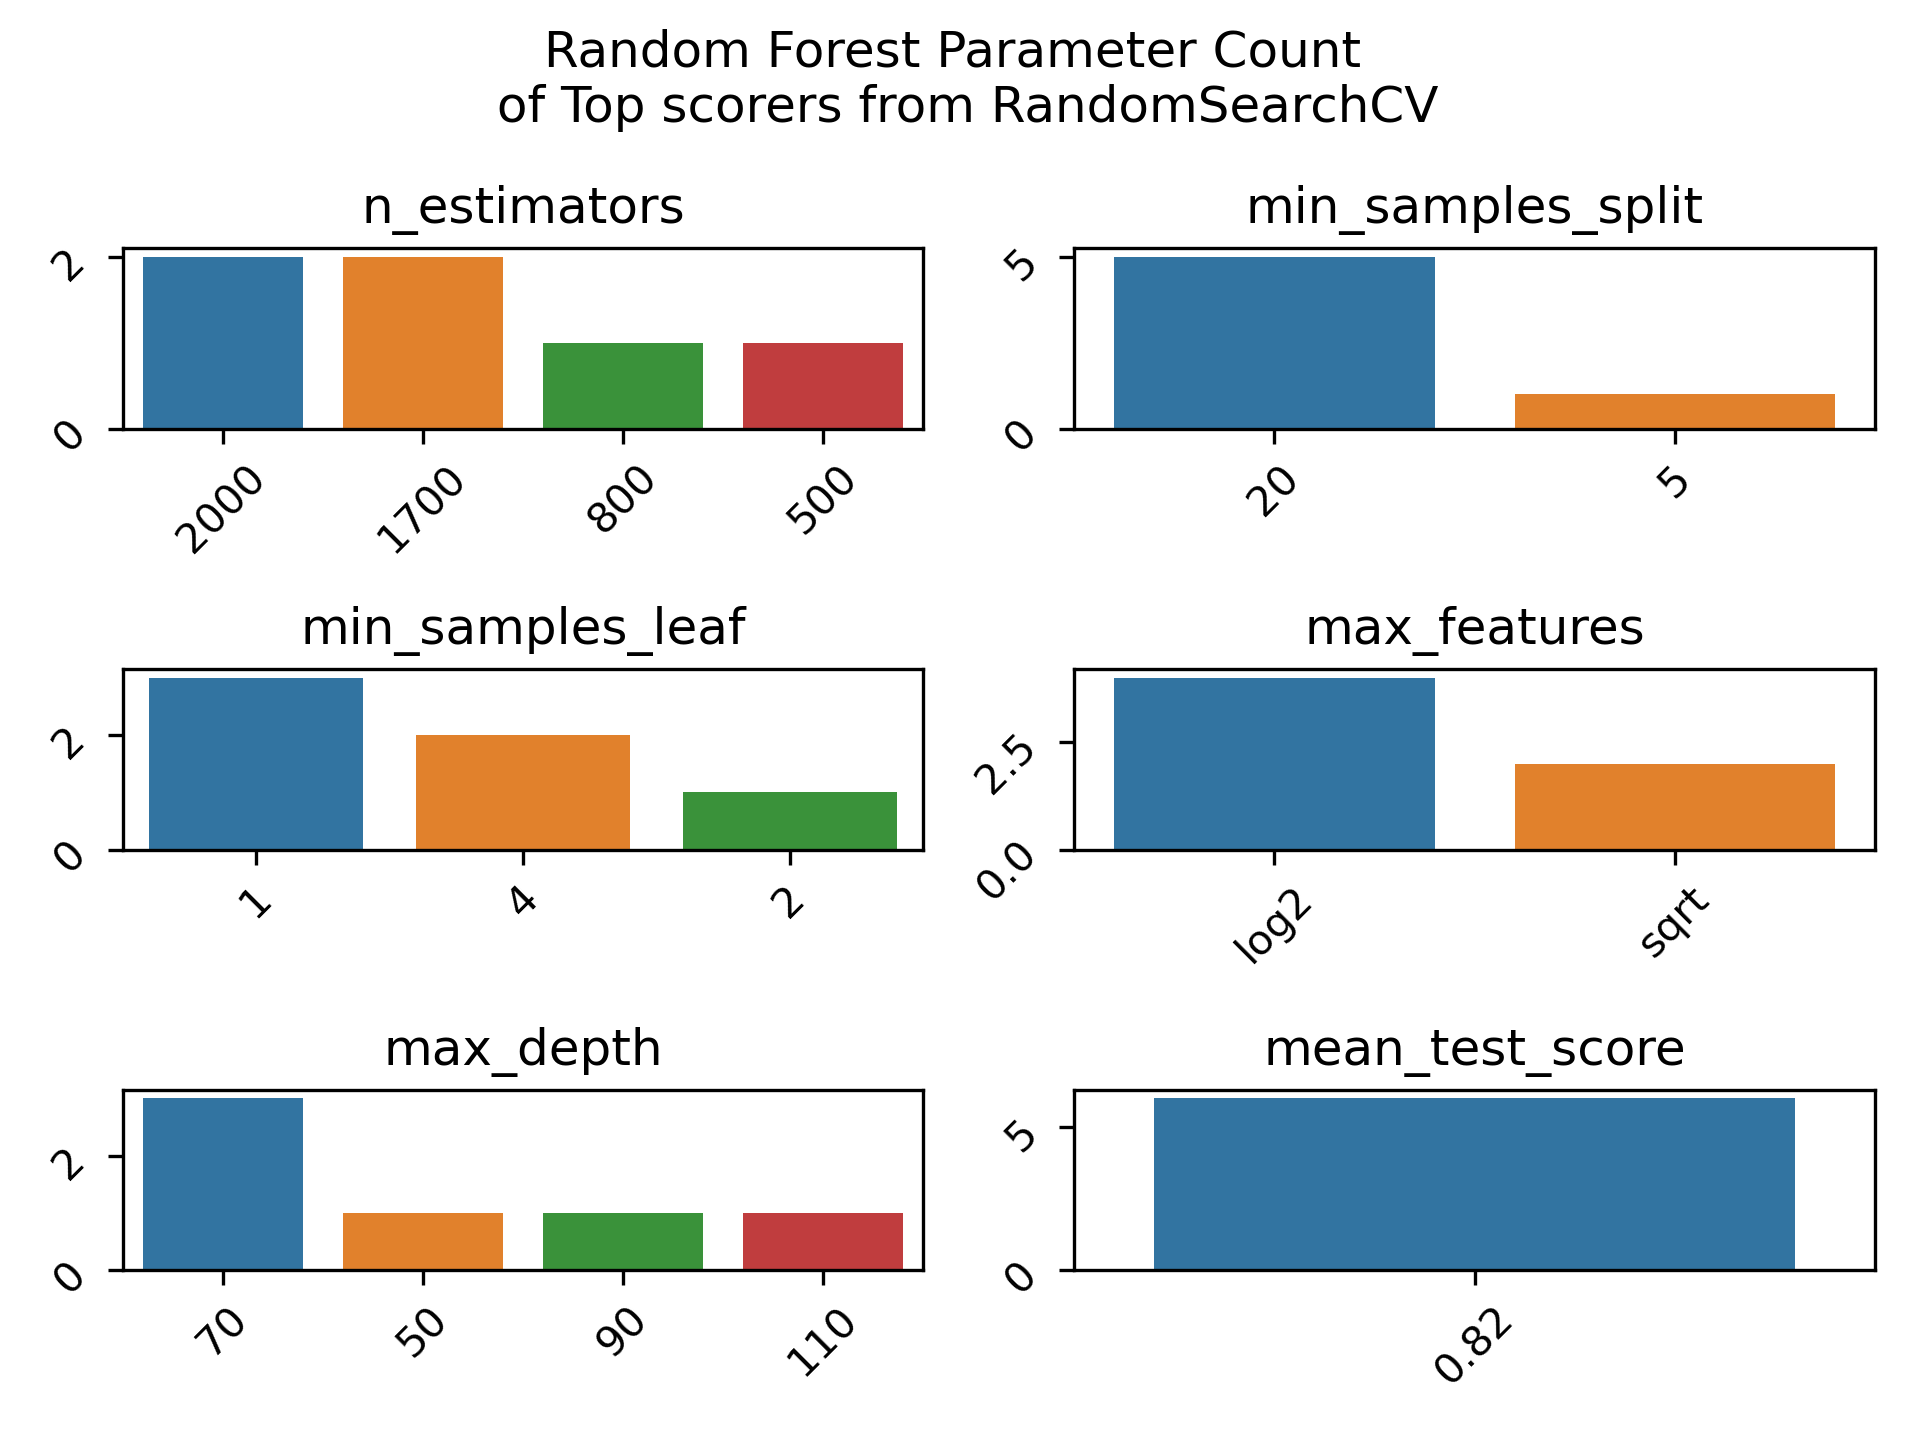 Random Forest Parameter Count
of Top scorers from RandomSearchCV
n_estimators
2
0
2000 1700 800 500
min_samples_split
5
0
20 5
min_samples_leaf
2
0
1 4 2
max_features
2.5
0.0
log2 sqrt
max_depth
2
0
70 50 90 110
mean_test_score
5
0
0.82